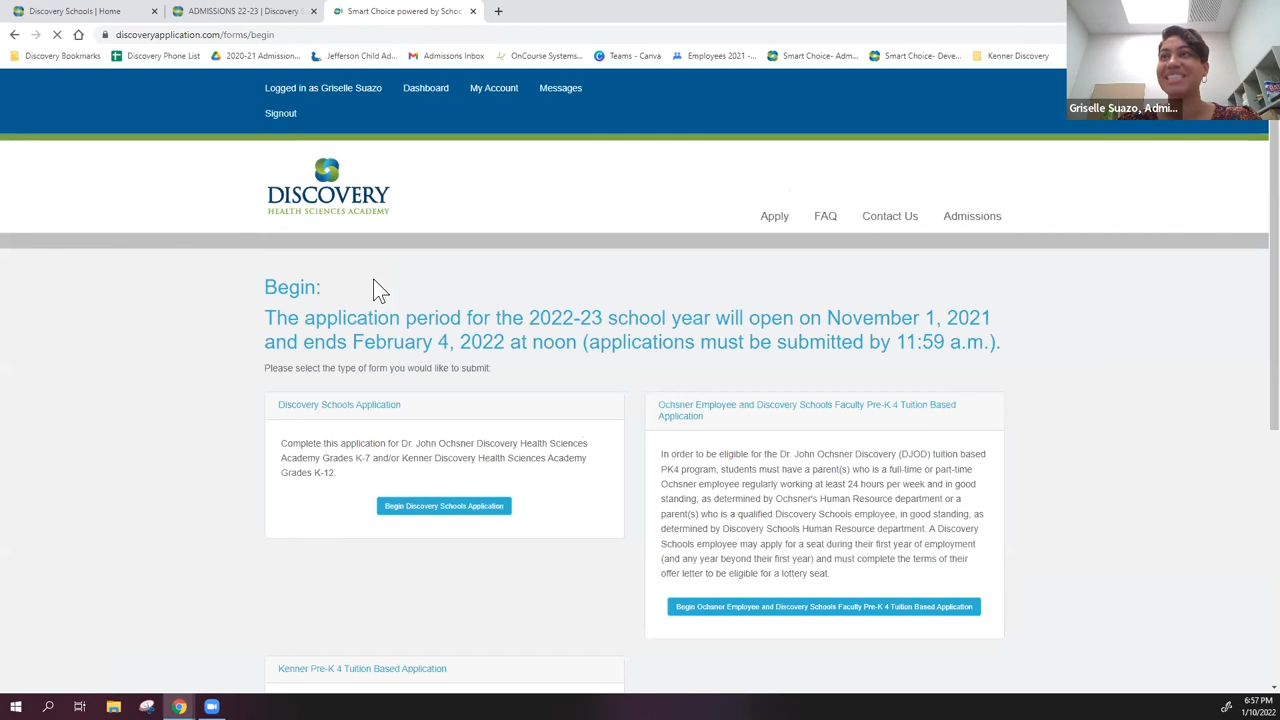 Discovery Schools | Home
ADMISSIONS 22-23 | Discovery S
Smart Choice powered by Schoo
discoveryapplication.com/forms/begin
Discovery Bookmarks
Discovery Phone List
2020-21 Admission...
Jefferson Child Ad...
Admissons Inbox
OnCourse Systems...
Teams - Canva
Employees 2021 -...
Smart Choice- Adm...
Smart Choice- Deve...
Kenner Discovery
Griselle Suazo, Admi...
Logged in as Griselle Suazo
Dashboard
My Account
Messages
Signout
DISCOVERY
HEALTH SCIENCES ACADEMY
Apply
FAQ
Contact Us
Admissions
Begin:
The application period for the 2022-23 school year will open on November 1, 2021
and ends February 4, 2022 at noon (applications must be submitted by 11:59 a.m.).
Please select the type of form you would like to submit:
Discovery Schools Application
Complete this application for Dr. John Ochsner Discovery Health Sciences
Academy Grades K-7 and/or Kenner Discovery Health Sciences Academy
Grades K-12.
Begin Discovery Schools Application
Ochsner Employee and Discovery Schools Faculty Pre-K 4 Tuition Based
Application
In order to be eligible for the Dr. John Ochsner Discovery (DJOD) tuition based
PK4 program, students must have a parent(s) who is a full-time or part-time
Ochsner employee regularly working at least 24 hours per week and in good
standing, as determined by Ochsner's Human Resource department or a
parent(s) who is a qualified Discovery Schools employee, in good standing, as
determined by Discovery Schools Human Resource department. A Discovery
Schools employee may apply for a seat during their first year of employment
(and any year beyond their first year) and must complete the terms of their
offer letter to be eligible for a lottery seat.
Begin Ochsner Employee and Discovery Schools Faculty Pre-K 4 Tuition Based Application
Kenner Pre-K 4 Tuition Based Application
6:57 PM
1/10/2022